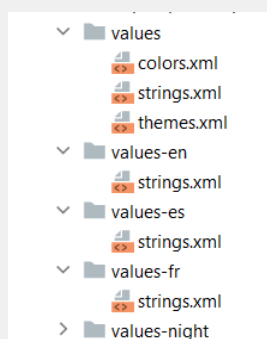 values
colors.xml
strings.xml
themes.xml
values-en
strings.xml
values-es
strings.xml
values-fr
strings.xml
values-night